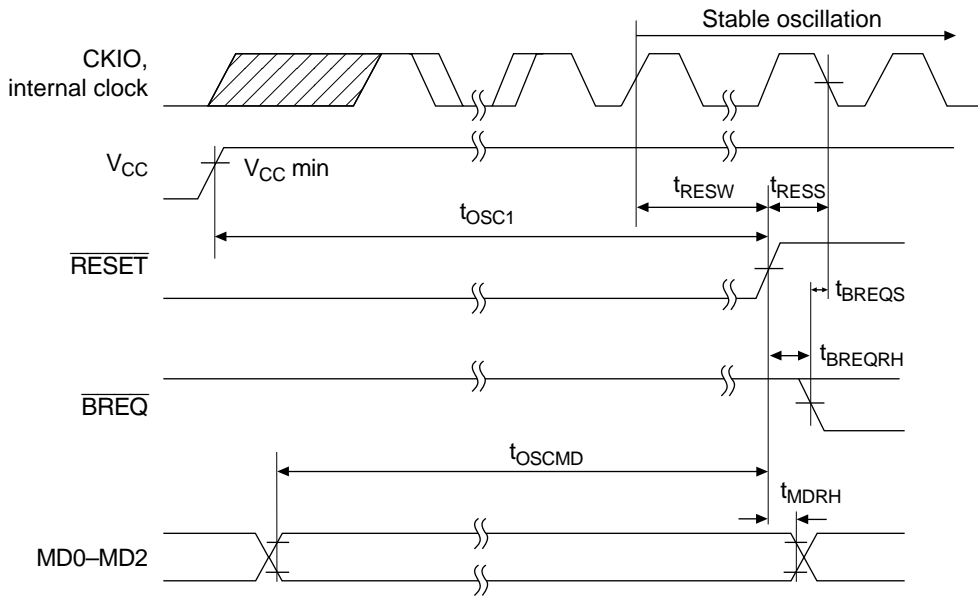 Stable oscillation
CKIO,
internal clock
VCC
VCC min
tRESW
tRESS
tOSC1
RESET
tBREQS
tBREQRH
BREQ
tOSCMD
tMDRH
MD0–MD2